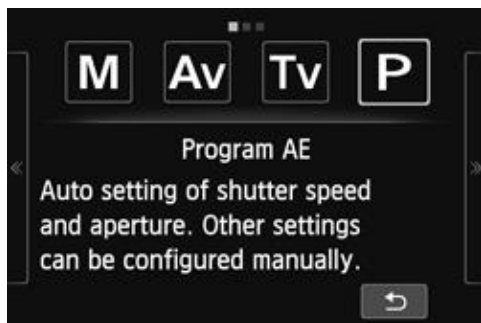 M Av Tv P
Program AE
Auto setting of shutter speed
and aperture. Other settings
can be configured manually.